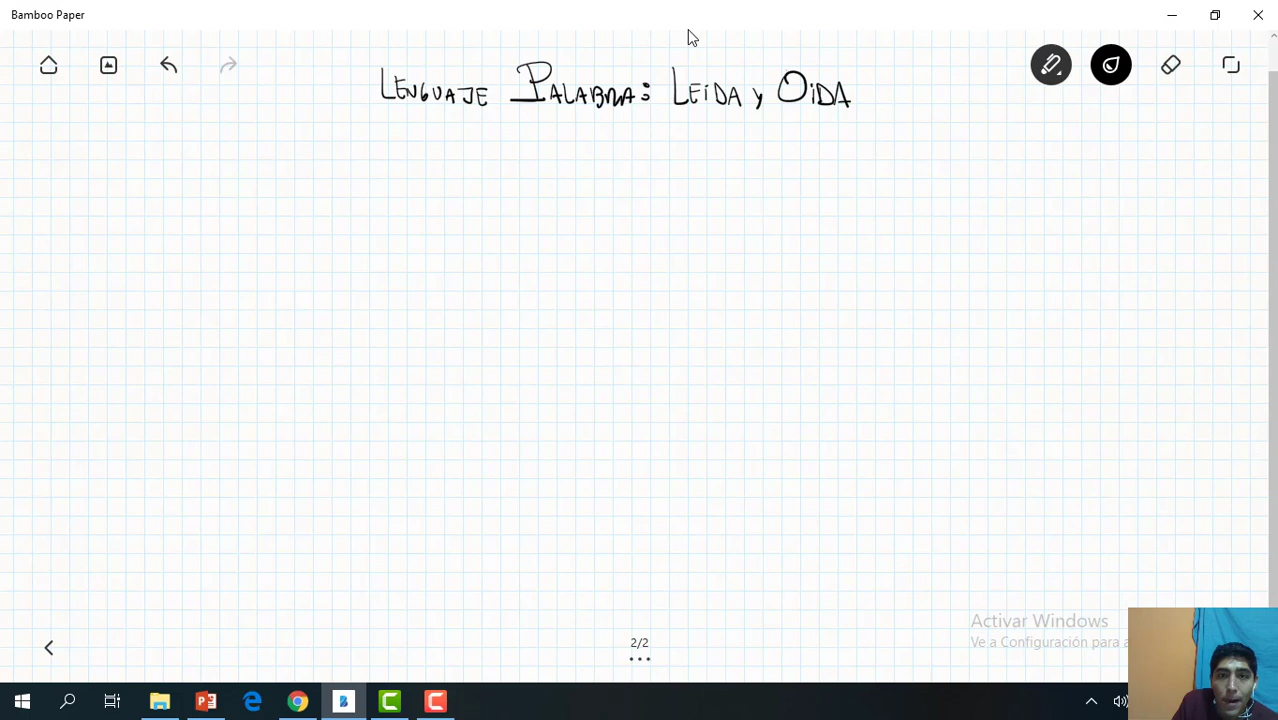 Bamboo Paper
LENGUAJE PALABRA: LEiDA y OiDA
Activar Windows
Ve a Configuración para a
2/2